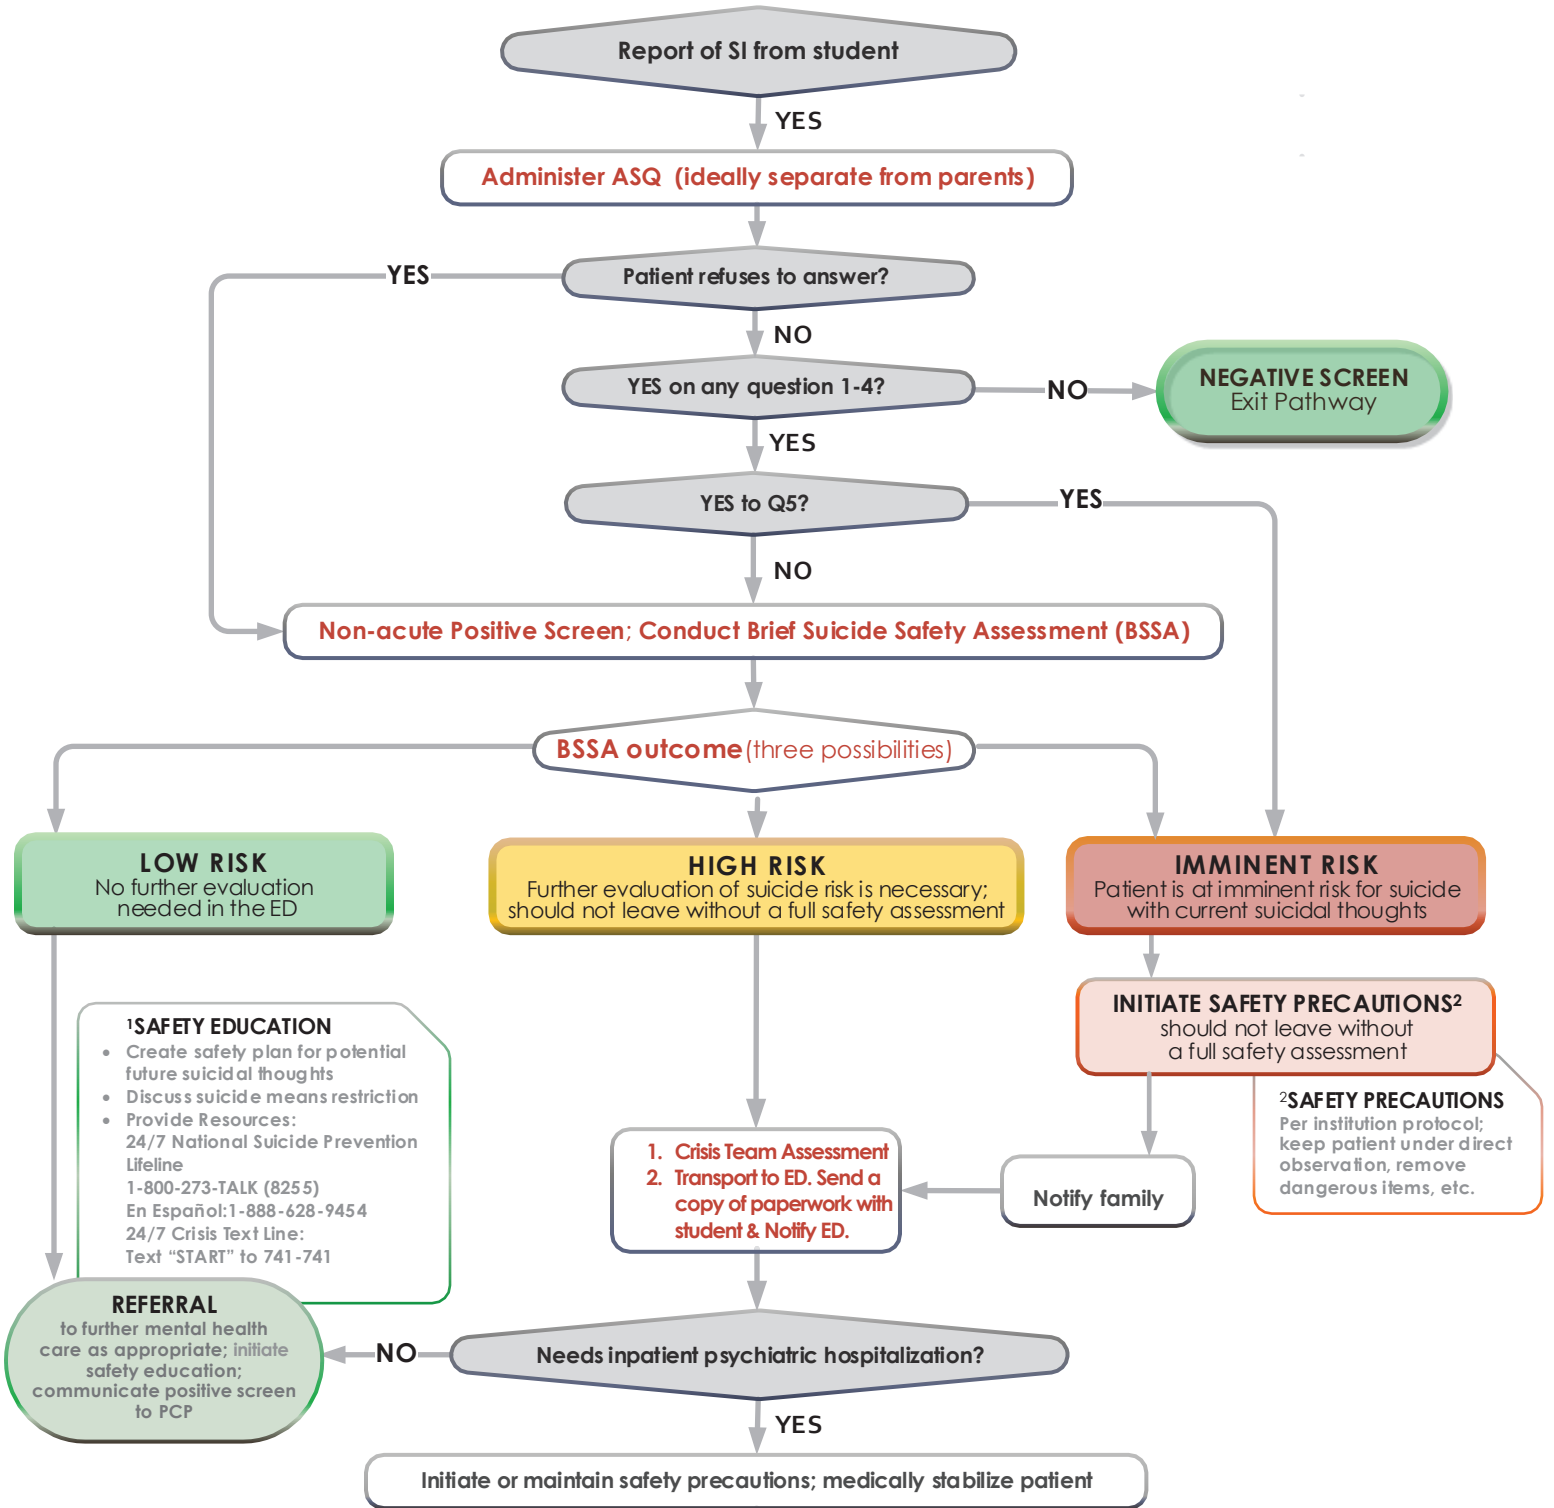 Report of SI from student
YES
Administer ASQ (ideally separate from parents)
Patient refuses to answer?
YES
NO
YES on any question 1-4?
NO
NEGATIVE SCREEN
Exit Pathway
YES
YES to Q5?
YES
NO
Non-acute Positive Screen; Conduct Brief Suicide Safety Assessment (BSSA)
BSSA outcome(three possibilities)
LOW RISK
No further evaluation
needed in the ED
HIGH RISK
Further evaluation of suicide risk is necessary;
should not leave without a full safety assessment
IMMINENT RISK
Patient is at imminent risk for suicide
with current suicidal thoughts
INITIATE SAFETY PRECAUTIONS²
should not leave without
a full safety assessment
¹SAFETY EDUCATION
• Create safety plan for potential
future suicidal thoughts
• Discuss suicide means restriction
• Provide Resources:
24/7 National Suicide Prevention
Lifeline
1-800-273-TALK (8255)
En Español:1-888-628-9454
24/7 Crisis Text Line:
Text “START” to 741-741
²SAFETY PRECAUTIONS
Per institution protocol;
keep patient under direct
observation, remove
dangerous items, etc.
1. Crisis Team Assessment
2. Transport to ED. Send a
copy of paperwork with
student & Notify ED.
Notify family
REFERRAL
to further mental health
care as appropriate; initiate
safety education;
communicate positive screen
to PCP
NO
Needs inpatient psychiatric hospitalization?
YES
Initiate or maintain safety precautions; medically stabilize patient